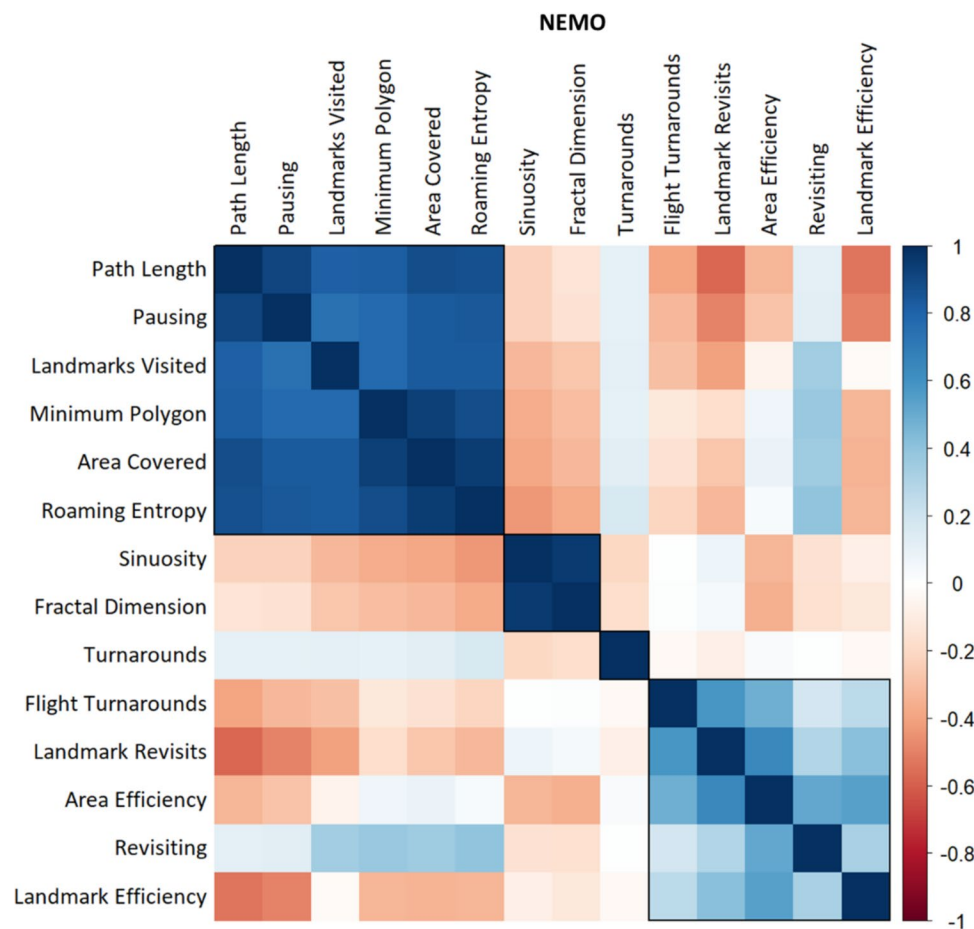 NEMO
Path Length
Pausing
Landmarks Visited
Minimum Polygon
Area Covered
Roaming Entropy
Sinuosity
Fractal Dimension
Turnarounds
Flight Turnarounds
Landmark Revisits
Area Efficiency
Revisiting
Landmark Efficiency
Path Length
Pausing
Landmarks Visited
Minimum Polygon
Area Covered
Roaming Entropy
Sinuosity
Fractal Dimension
Turnarounds
Flight Turnarounds
Landmark Revisits
Area Efficiency
Revisiting
Landmark Efficiency
1
0.8
0.6
0.4
0.2
0
-0.2
-0.4
-0.6
-0.8
-1